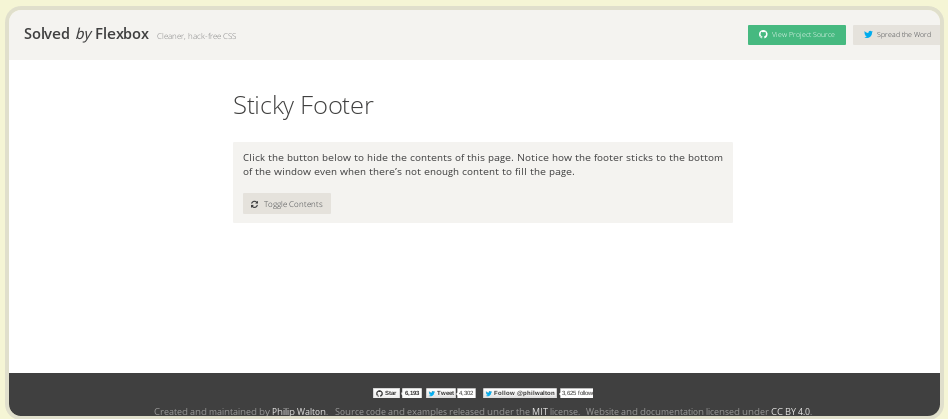 Solved by Flexbox Cleaner, hack-free CSS View Project Source Spread the Word
Sticky Footer
Click the button below to hide the contents of this page. Notice how the footer sticks to the bottom
of the window even when there's not enough content to fill the page.
Toggle Contents
Star 6,193 Tweet 4,302 Follow @philwalton 3,625 follow
Created and maintained by Philip Walton. Source code and examples released under the MIT license. Website and documentation licensed under CC BY 4.0.